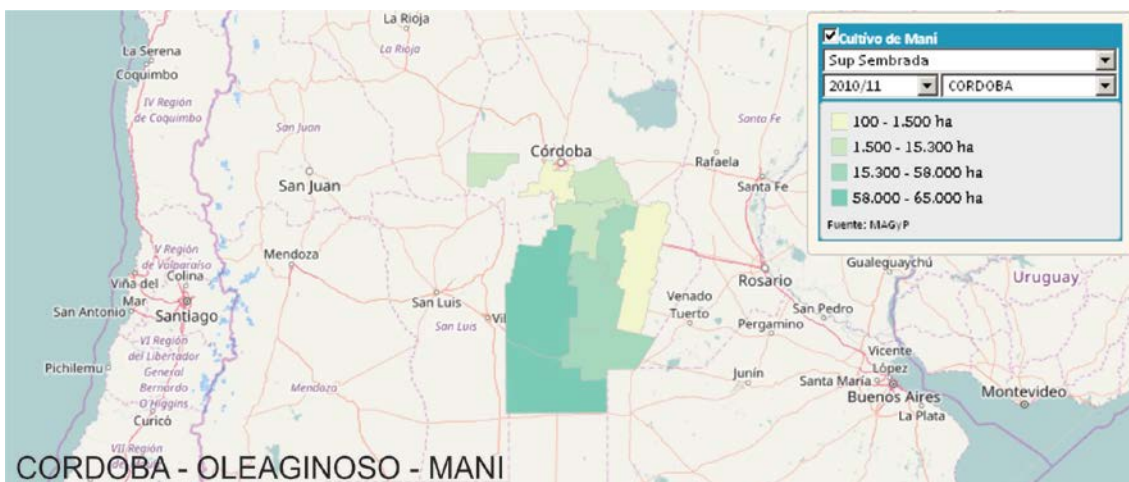 La Rioja
La Rioja
La Serena
Coquimbo
IV Región
de Coquimbo
San Juan
San Juan
Córdoba
Rafaela
Santa Fe
Santa Fe
Mendoza
V Región
de Valparaíso
Colina
Viña del
Mar
San Antonio
Santiago
San Luis
San Luis
Vil
Venado
Tuerto
Rosario
San Pedro
Pergamino
Gualeguaychú
Uruguay
Pichilemu
VI Región
del Libertador
General
Bernardo
O'Higgins
Curicó
VII Región
Mendoza
Junín
Vicente
López
Santa María
Buenos Aires
La Plata
Montevideo
Cultivo de Maní
Sup Sembrada
2010/11 CORDOBA
100 - 1.500 ha
1.500 - 15.300 ha
15.300 - 58.000 ha
58.000 - 65.000 ha
Fuente: MAGyP
CORDOBA - OLEAGINOSO - MANI